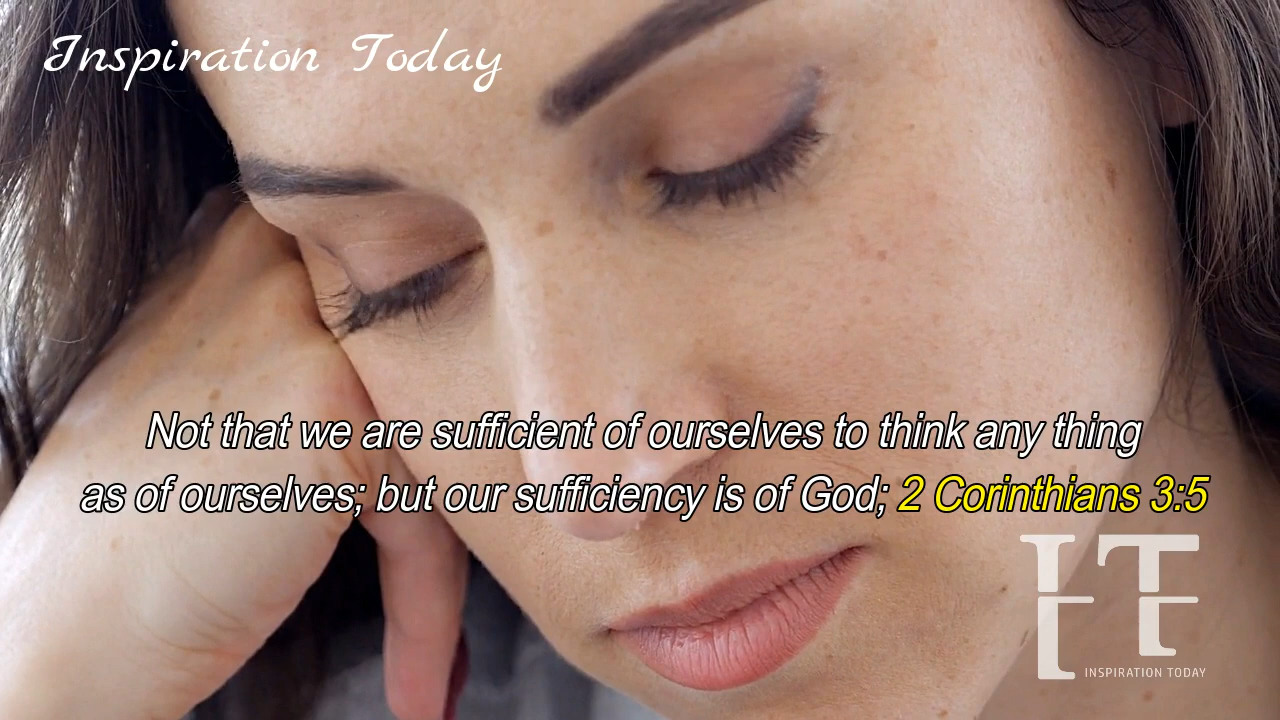 Inspiration Today
Not that we are sufficient of ourselves to think any thing
as of ourselves; but our sufficiency is of God; 2 Corinthians 3:5
IT
INSPIRATION TODAY